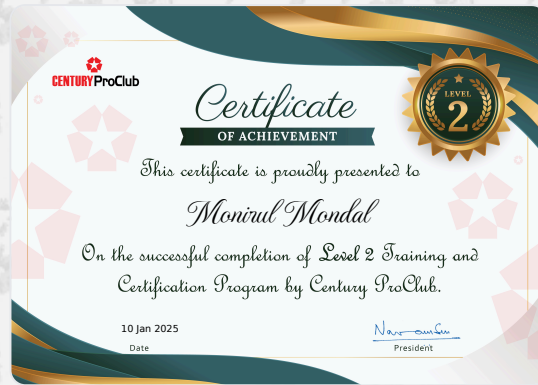 CENTURY ProClub
Certificate
OF ACHIEVEMENT
LEVEL
2
This certificate is proudly presented to
Monirul Mondal
On the successful completion of Level 2 Training and
Certification Program by Century ProClub.
10 Jan 2025
Date
President